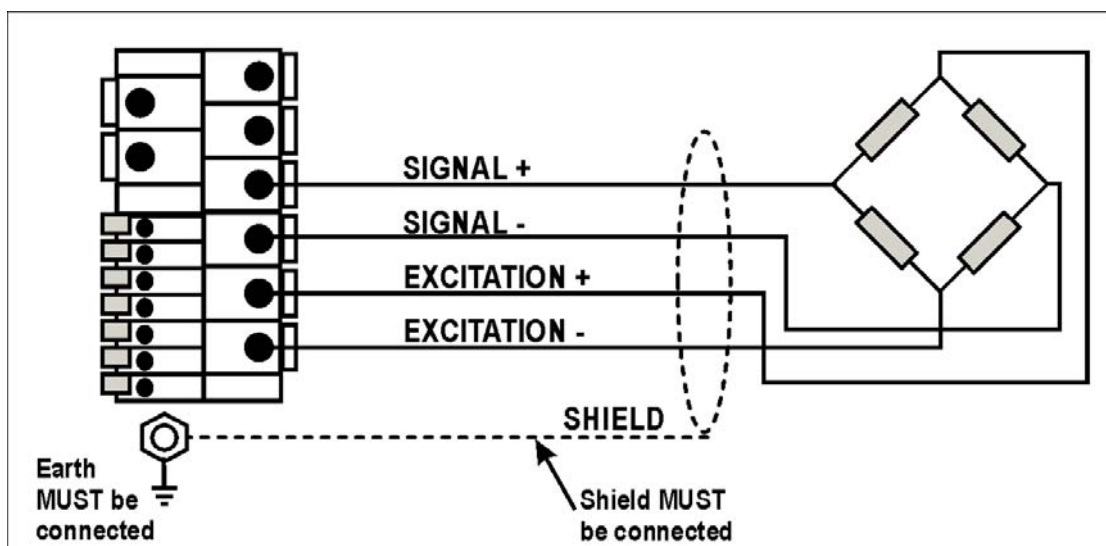 SIGNAL +
SIGNAL -
EXCITATION +
EXCITATION -
SHIELD
Earth
MUST be
connected
Shield MUST
be connected